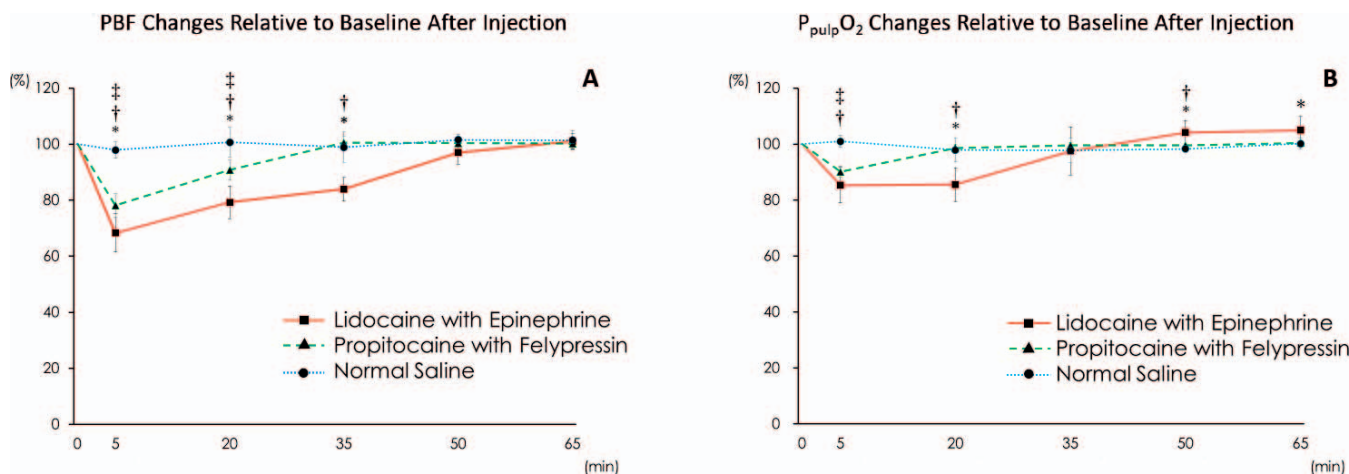 PBF Changes Relative to Baseline After Injection
(%)
A
120
100
80
60
40
20
0
‡
†
*
‡
†
*
†
*
Lidocaine with Epinephrine
Propitocaine with Felypressin
Normal Saline
0 5 20 35 50 65
(min)
PpulpO2 Changes Relative to Baseline After Injection
(%)
B
120
100
80
60
40
20
0
‡
†
†
*
†
*
*
Lidocaine with Epinephrine
Propitocaine with Felypressin
Normal Saline
0 5 20 35 50 65
(min)